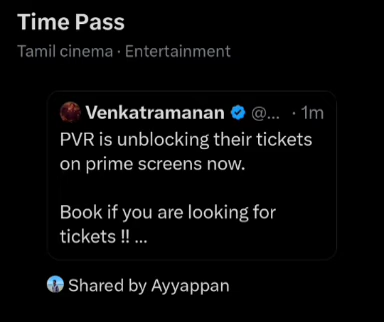 Time Pass
Tamil cinema · Entertainment
Venkatramanan @... · 1m
PVR is unblocking their tickets
on prime screens now.
Book if you are looking for
tickets !! ...
Shared by Ayyappan